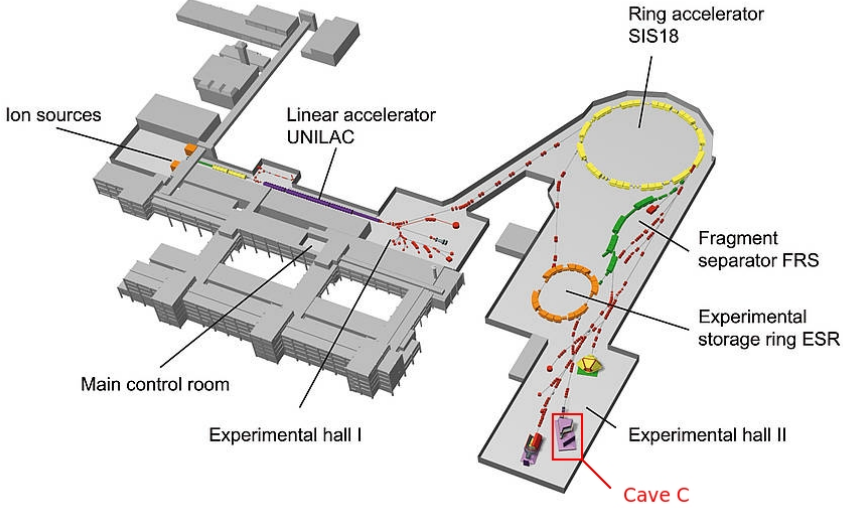 Ring accelerator
SIS18
Ion sources
Linear accelerator
UNILAC
Fragment
separator FRS
Experimental
storage ring ESR
Main control room
Experimental hall I
Experimental hall II
Cave C